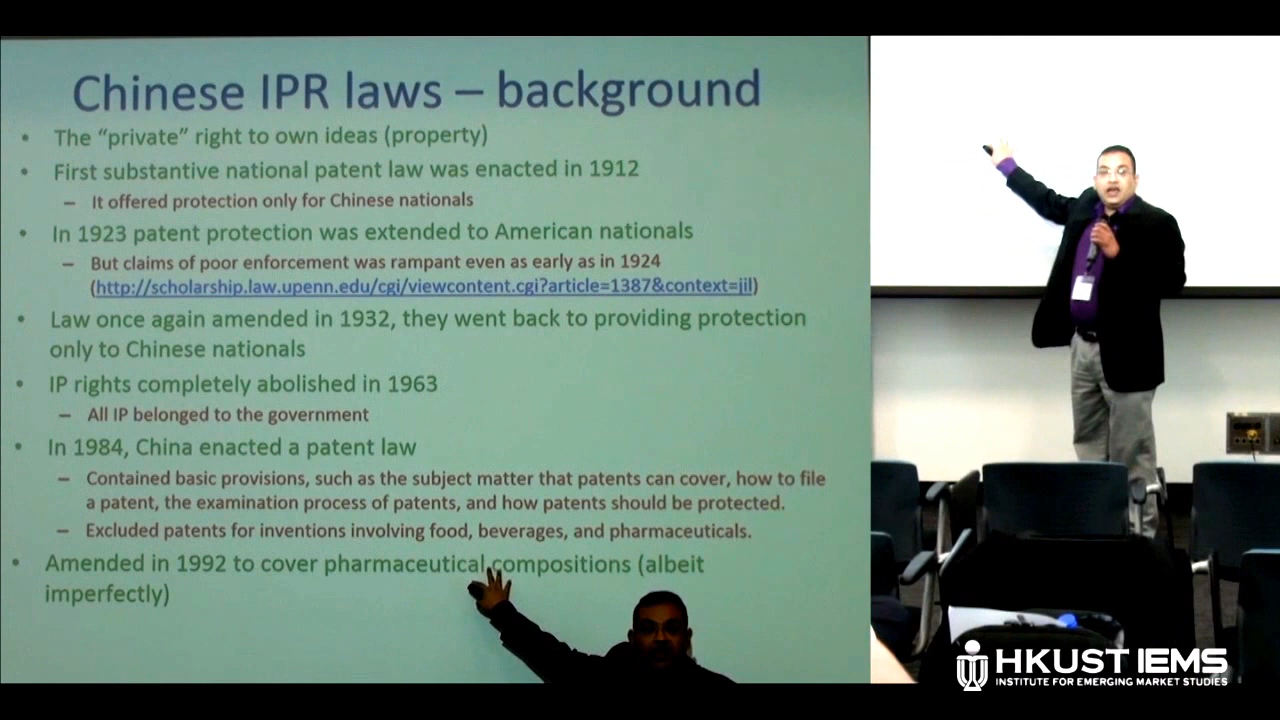 Chinese IPR laws – background
• The “private” right to own ideas (property)
• First substantive national patent law was enacted in 1912
– It offered protection only for Chinese nationals
• In 1923 patent protection was extended to American nationals
– But claims of poor enforcement was rampant even as early as in 1924
(http://scholarship.law.upenn.edu/cgi/viewcontent.cgi?article=1387&context=jil)
• Law once again amended in 1932, they went back to providing protection
only to Chinese nationals
• IP rights completely abolished in 1963
– All IP belonged to the government
• In 1984, China enacted a patent law
– Contained basic provisions, such as the subject matter that patents can cover, how to file
a patent, the examination process of patents, and how patents should be protected.
– Excluded patents for inventions involving food, beverages, and pharmaceuticals.
• Amended in 1992 to cover pharmaceutical compositions (albeit
imperfectly)
HKUST IEMS
INSTITUTE FOR EMERGING MARKET STUDIES